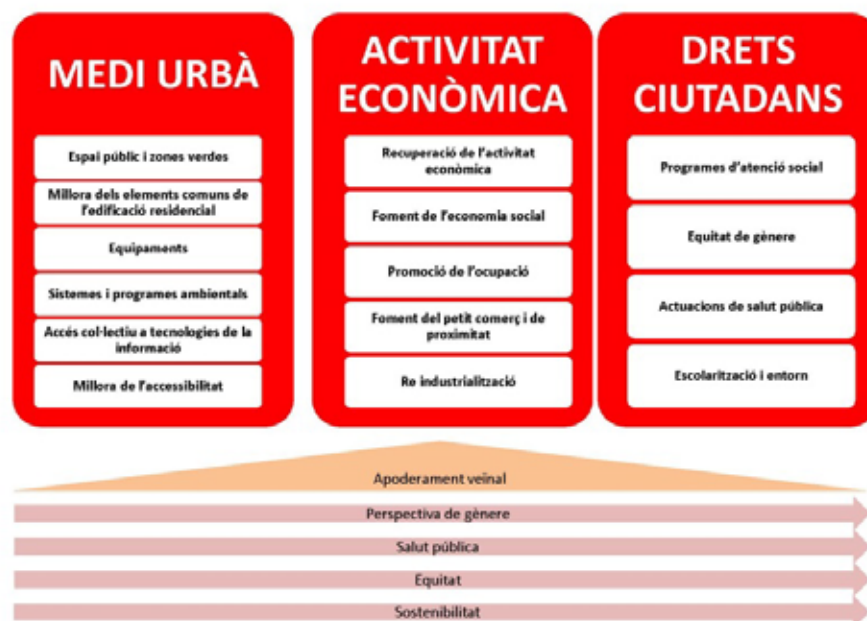 MEDI URBÀ
Espai públic i zones verdes
Millora dels elements comuns de
l'edificació residencial
Equipaments
Sistemes i programes ambientals
Accés col·lectiu a tecnologies de la
informació
Millora de l'accessibilitat
ACTIVITAT
ECONÒMICA
Recuperació de l'activitat
econòmica
Foment de l'economia social
Promoció de l'ocupació
Foment del petit comerç i de
proximitat
Re industrialització
DRETS
CIUTADANS
Programes d'atenció social
Equitat de gènere
Actuacions de salut pública
Escolarització i entorn
Apoderament veïnal
Perspectiva de gènere
Salut pública
Equitat
Sostenibilitat